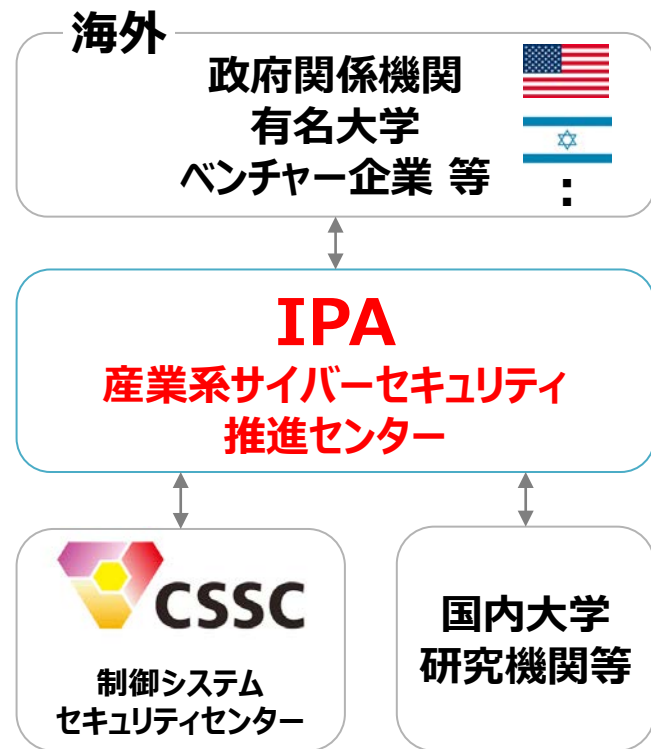 海外
政府関係機関
有名大学
ベンチャー企業 等
:
IPA
産業系サイバーセキュリティ
推進センター
CSSC
制御システム
セキュリティセンター
国内大学
研究機関等